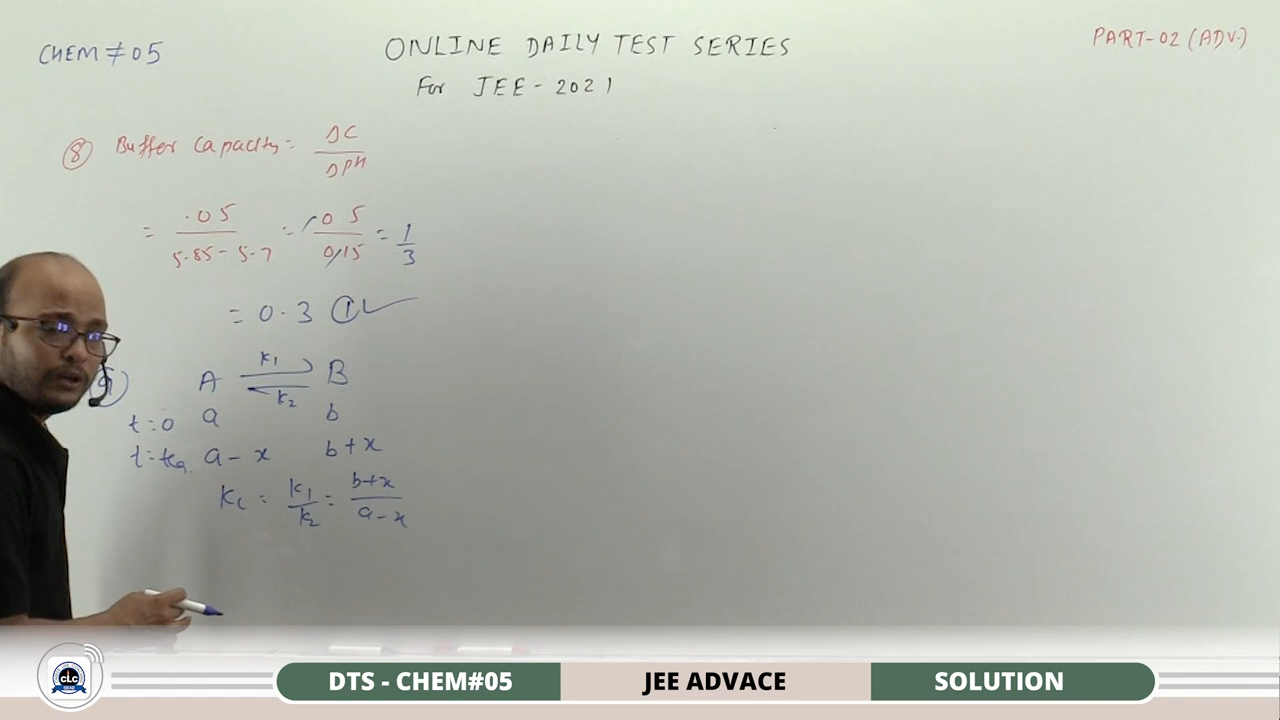 CHEM # 05
ONLINE DAILY TEST SERIES
For JEE - 2021
PART-02 (ADV.)
⑧ Buffer Capacity = ΔC / ΔPH
= .05 / 5.85 - 5.7 = .05 / 0.15 = 1/3
= 0.3 ① ✓
⑨ A ⇌ B
K1
K2
t=0 a b
t=teq a-x b+x
Kc = K1/K2 = b+x / a-x
CLC
DTS - CHEM#05
JEE ADVACE
SOLUTION